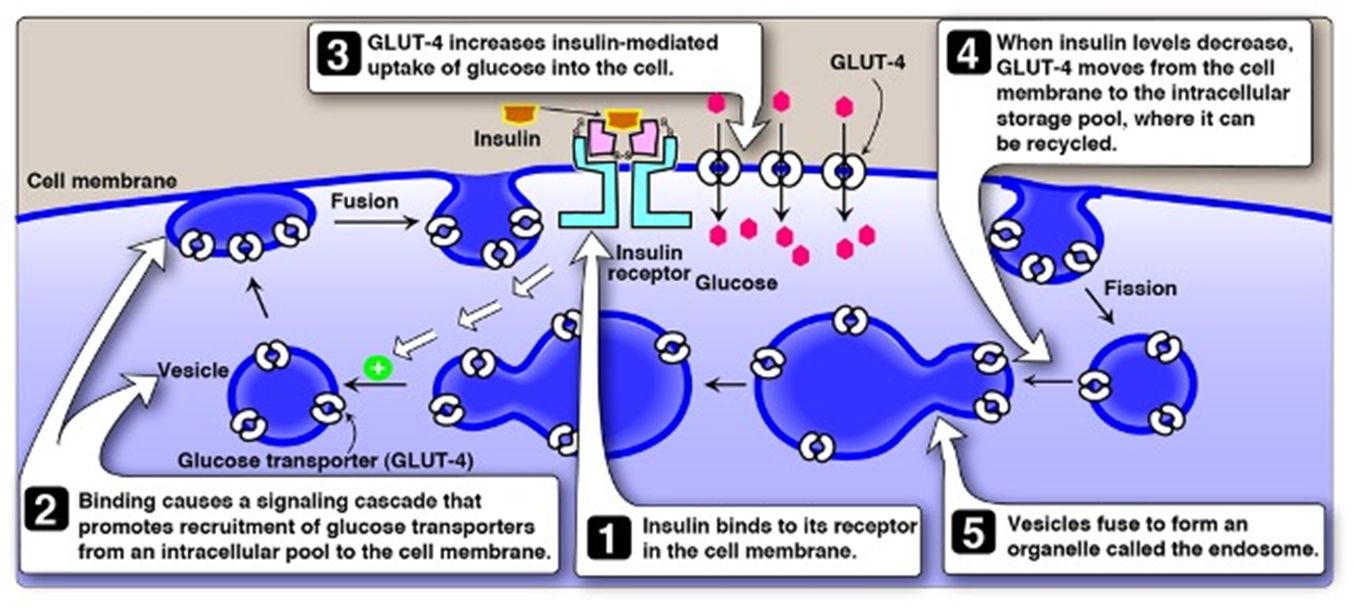 3
GLUT-4 increases insulin-mediated
uptake of glucose into the cell.
GLUT-4
4
When insulin levels decrease,
GLUT-4 moves from the cell
membrane to the intracellular
storage pool, where it can
be recycled.
Insulin
Cell membrane
Fusion
Insulin
receptor
Glucose
Fission
Vesicle
+
Glucose transporter (GLUT-4)
2
Binding causes a signaling cascade that
promotes recruitment of glucose transporters
from an intracellular pool to the cell membrane.
1
Insulin binds to its receptor
in the cell membrane.
5
Vesicles fuse to form an
organelle called the endosome.